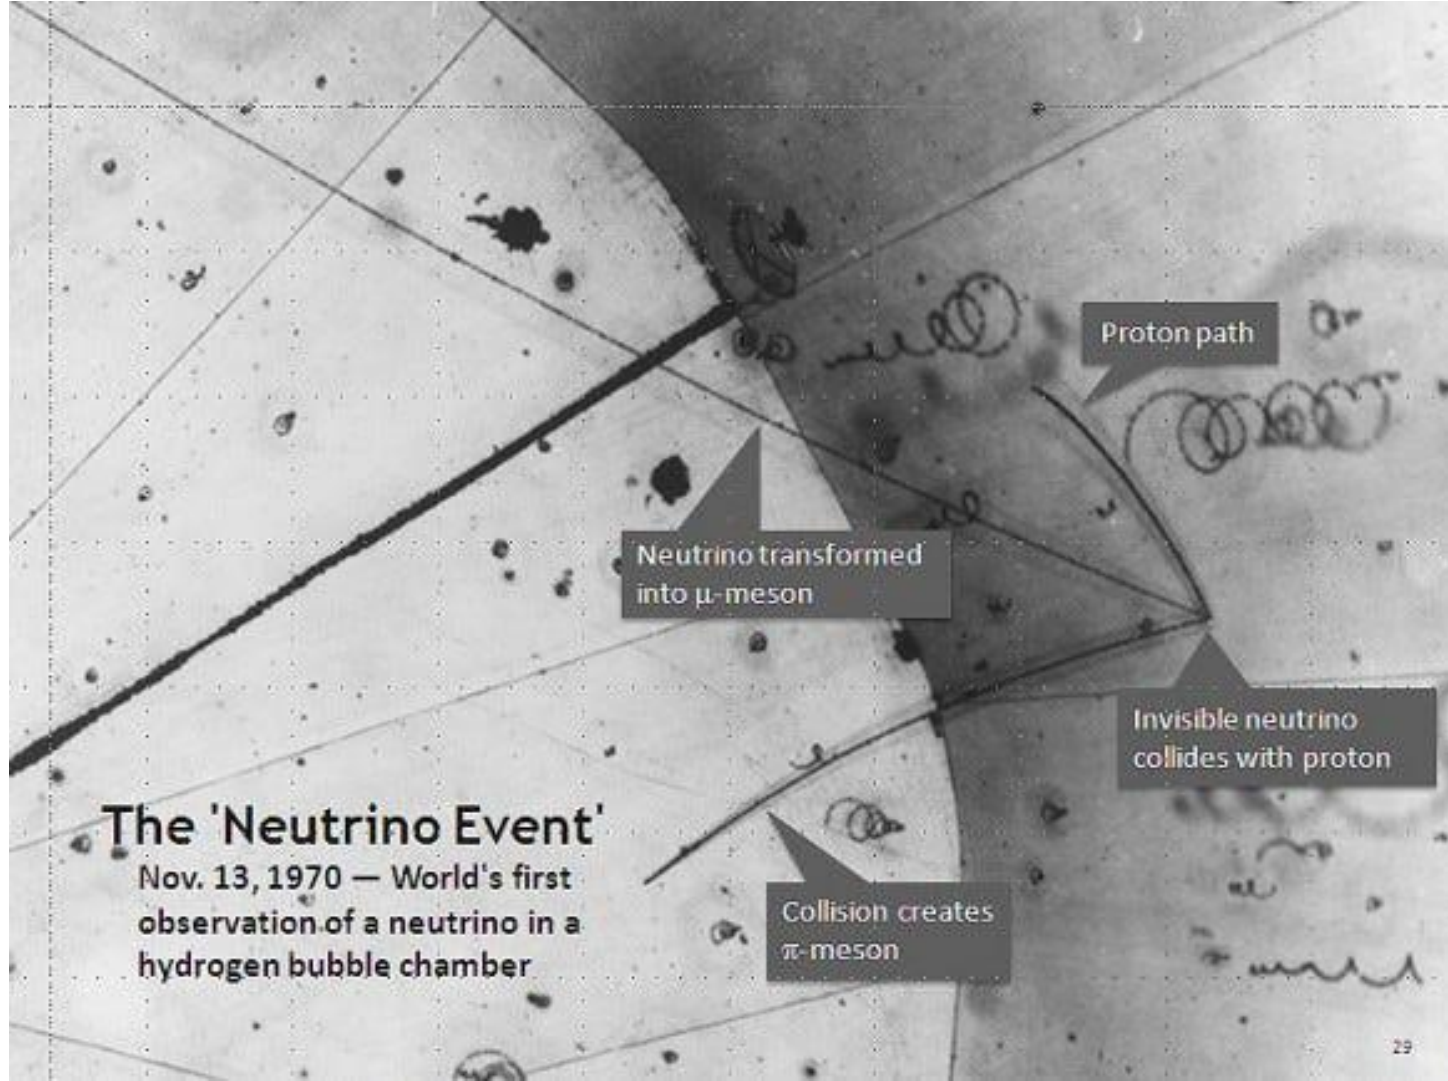 Proton path
Neutrino transformed
into μ-meson
Invisible neutrino
collides with proton
The 'Neutrino Event'
Nov. 13, 1970 — World's first
observation of a neutrino in a
hydrogen bubble chamber
Collision creates
π-meson
29